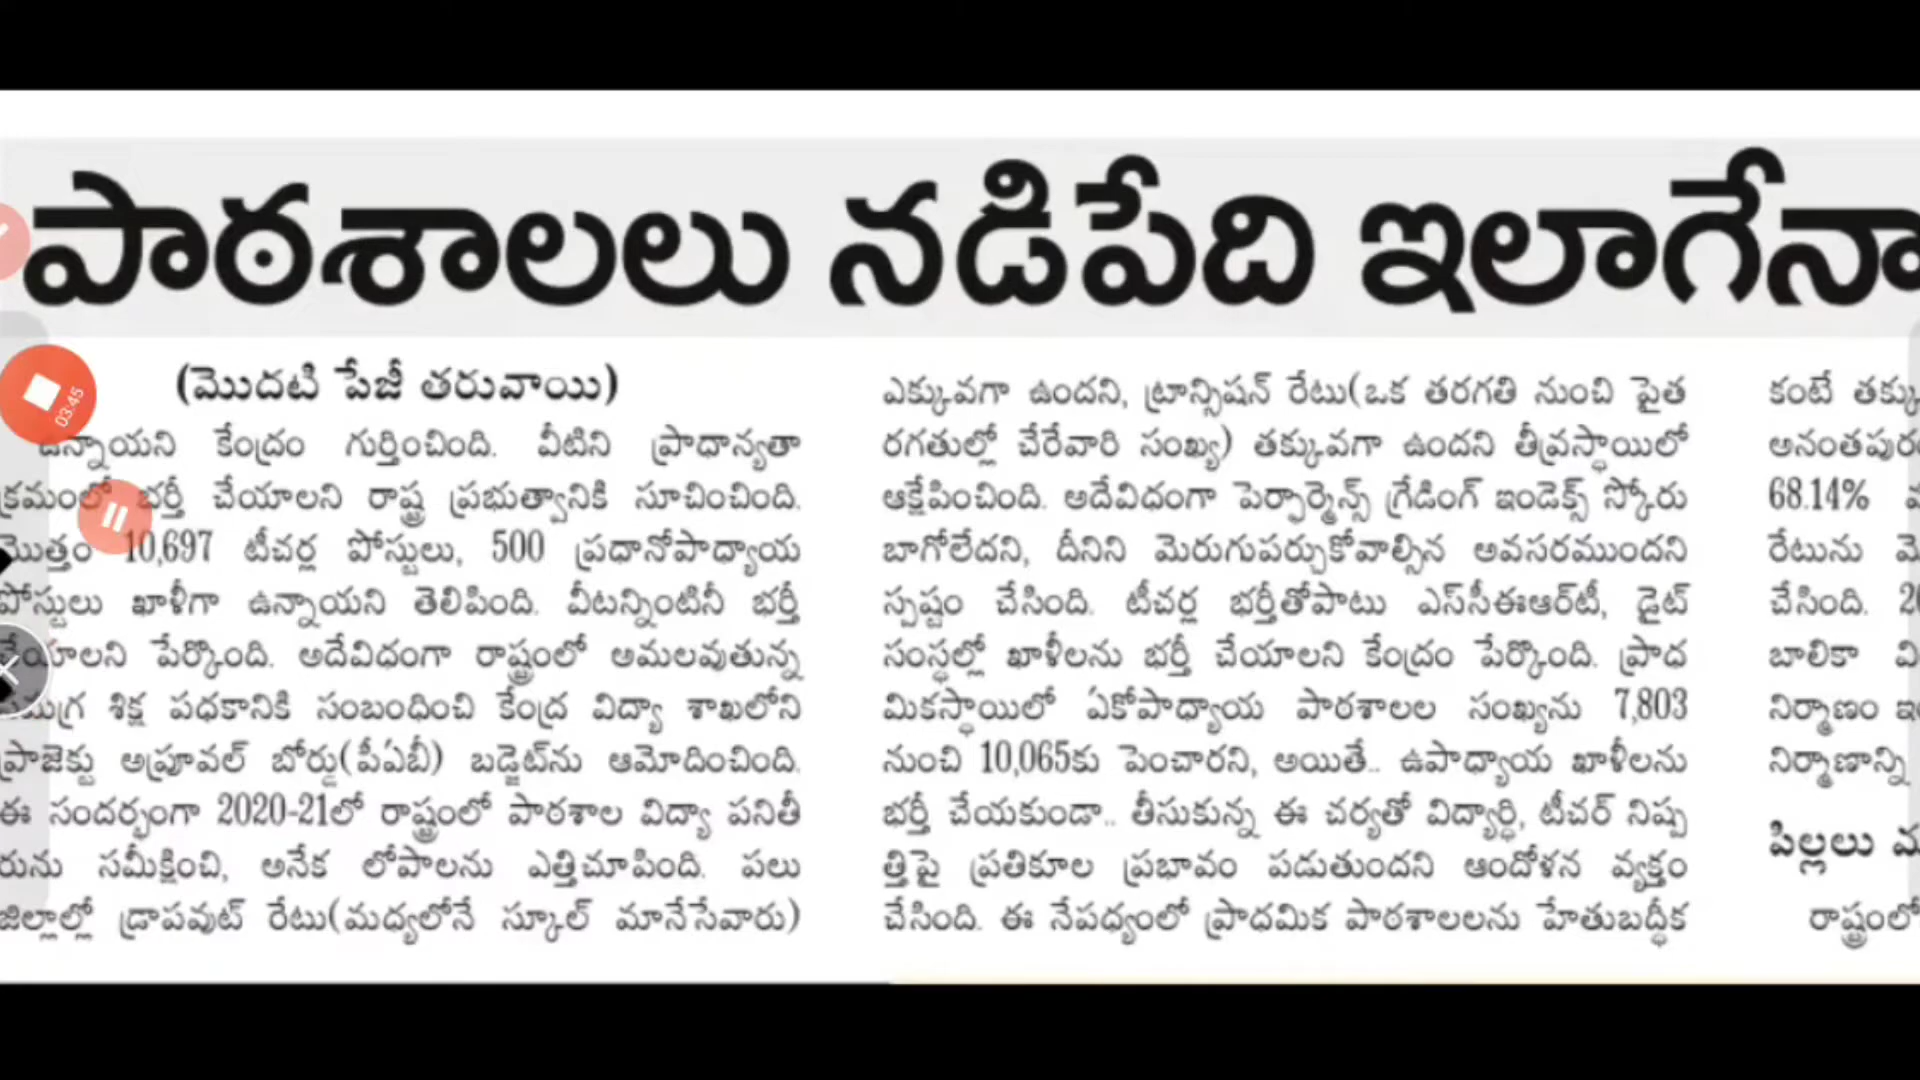 పాఠశాలలు నడిపేది ఇలాగేనా
(మొదటి పేజీ తరువాయి)
ఉన్నాయని కేంద్రం గుర్తించింది. వీటిని ప్రాధాన్యతా
క్రమంలో భర్తీ చేయాలని రాష్ట్ర ప్రభుత్వానికి సూచించింది.
మొత్తం 10,697 టీచర్ల పోస్టులు, 500 ప్రధానోపాధ్యాయ
పోస్టులు ఖాళీగా ఉన్నాయని తెలిపింది. వీటన్నింటినీ భర్తీ
చేయాలని పేర్కొంది. అదేవిధంగా రాష్ట్రంలో అమలవుతున్న
సమగ్ర శిక్ష పథకానికి సంబంధించి కేంద్ర విద్యా శాఖలోని
ప్రాజెక్టు అప్రూవల్ బోర్డు(పీఏబీ) బడ్జెట్‌ను ఆమోదించింది.
ఈ సందర్భంగా 2020-21లో రాష్ట్రంలో పాఠశాల విద్యా పనితీ
రును సమీక్షించి, అనేక లోపాలను ఎత్తిచూపింది. పలు
జిల్లాల్లో డ్రాపవుట్ రేటు(మధ్యలోనే స్కూల్ మానేసేవారు)
ఎక్కువగా ఉందని, ట్రాన్సిషన్ రేటు(ఒక తరగతి నుంచి పైత
రగతుల్లో చేరేవారి సంఖ్య) తక్కువగా ఉందని తీవ్రస్థాయిలో
ఆక్షేపించింది. అదేవిధంగా పెర్ఫార్మెన్స్ గ్రేడింగ్ ఇండెక్స్ స్కోరు
బాగోలేదని, దీనిని మెరుగుపర్చుకోవాల్సిన అవసరముందని
స్పష్టం చేసింది. టీచర్ల భర్తీతోపాటు ఎస్‌సీఈఆర్‌టీ, డైట్
సంస్థల్లో ఖాళీలను భర్తీ చేయాలని కేంద్రం పేర్కొంది. ప్రాథ
మికస్థాయిలో ఏకోపాధ్యాయ పాఠశాలల సంఖ్యను 7,803
నుంచి 10,065కు పెంచారని, అయితే.. ఉపాధ్యాయ ఖాళీలను
భర్తీ చేయకుండా.. తీసుకున్న ఈ చర్యతో విద్యార్థి, టీచర్ నిష్ప
త్తిపై ప్రతికూల ప్రభావం పడుతుందని ఆందోళన వ్యక్తం
చేసింది. ఈ నేపథ్యంలో ప్రాథమిక పాఠశాలలను హేతుబద్ధీక
కంటే
68.14%
రేటును
చేసింది.
బాలికా
నిర్మాణం
నిర్మాణాన్ని
పిల్లలు
రాష్ట్రంలో
03:45